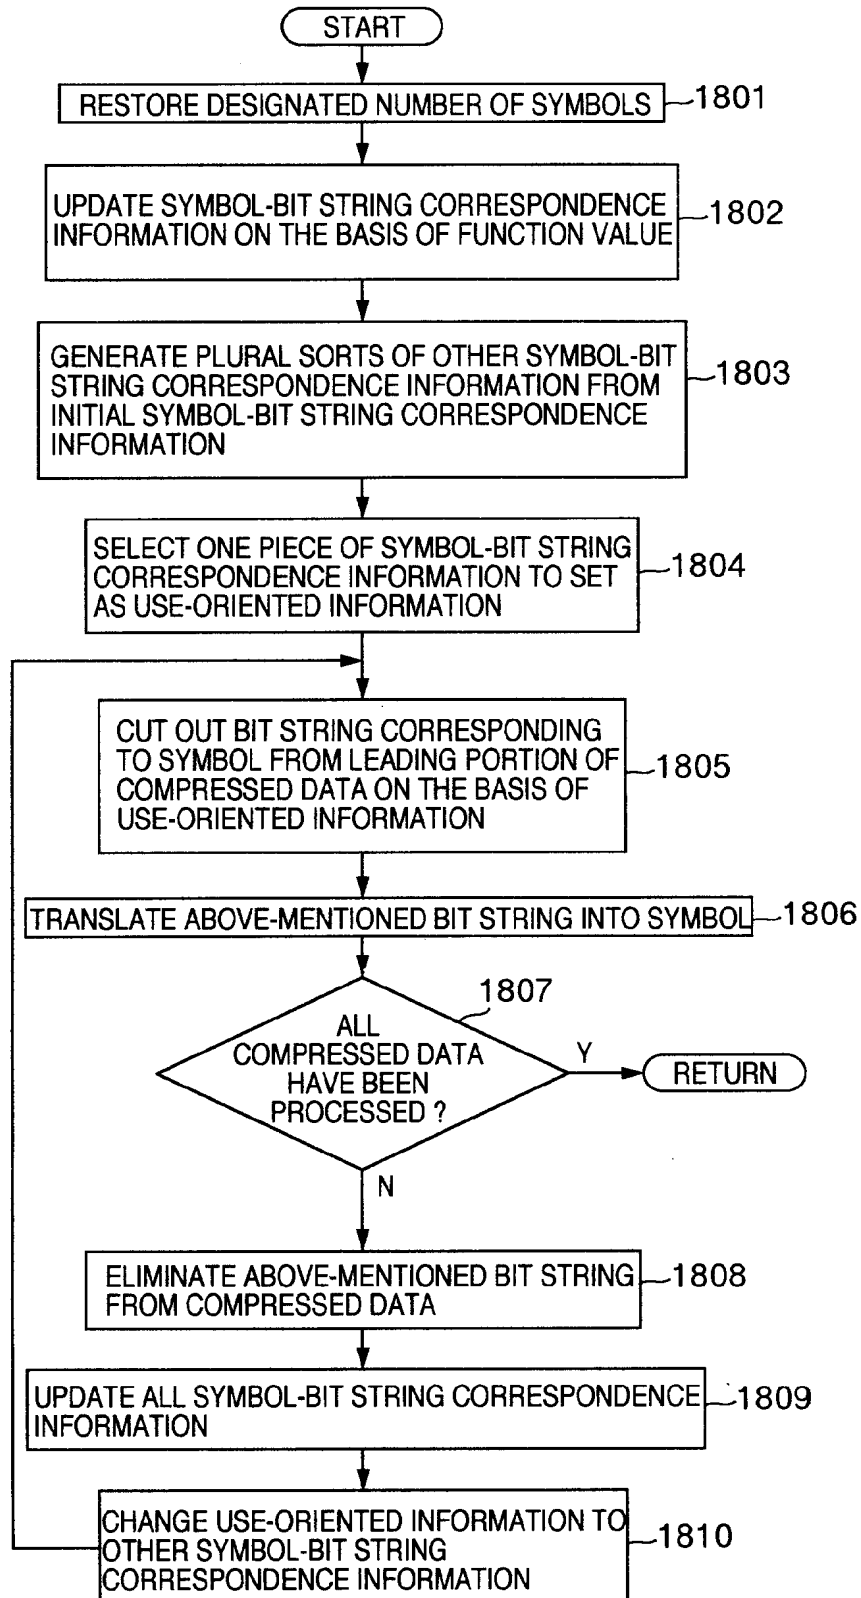 START
RESTORE DESIGNATED NUMBER OF SYMBOLS
1801
UPDATE SYMBOL-BIT STRING CORRESPONDENCE
INFORMATION ON THE BASIS OF FUNCTION VALUE
1802
GENERATE PLURAL SORTS OF OTHER SYMBOL-BIT
STRING CORRESPONDENCE INFORMATION FROM
INITIAL SYMBOL-BIT STRING CORRESPONDENCE
INFORMATION
1803
SELECT ONE PIECE OF SYMBOL-BIT STRING
CORRESPONDENCE INFORMATION TO SET
AS USE-ORIENTED INFORMATION
1804
CUT OUT BIT STRING CORRESPONDING
TO SYMBOL FROM LEADING PORTION OF
COMPRESSED DATA ON THE BASIS OF
USE-ORIENTED INFORMATION
1805
TRANSLATE ABOVE-MENTIONED BIT STRING INTO SYMBOL
1806
1807
ALL
COMPRESSED DATA
HAVE BEEN
PROCESSED ?
Y
RETURN
N
ELIMINATE ABOVE-MENTIONED BIT STRING
FROM COMPRESSED DATA
1808
UPDATE ALL SYMBOL-BIT STRING CORRESPONDENCE
INFORMATION
1809
CHANGE USE-ORIENTED INFORMATION TO
OTHER SYMBOL-BIT STRING
CORRESPONDENCE INFORMATION
1810